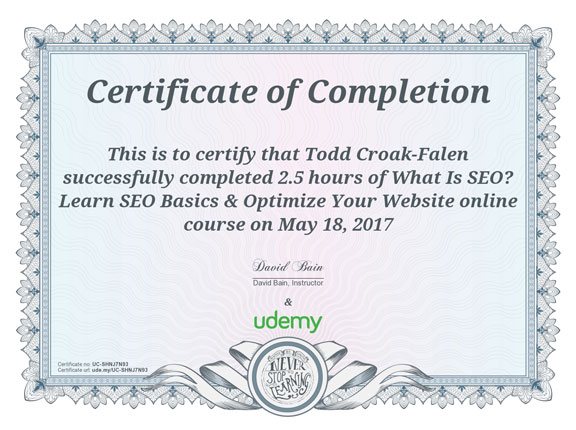 Certificate of Completion
This is to certify that Todd Croak-Falen
successfully completed 2.5 hours of What Is SEO?
Learn SEO Basics & Optimize Your Website online
course on May 18, 2017
David Bain
David Bain, Instructor
&
udemy
Certificate no: UC-SHNJ7N93
Certificate url: ude.my/UC-SHNJ7N93
NEVER
STOP
LEARNING